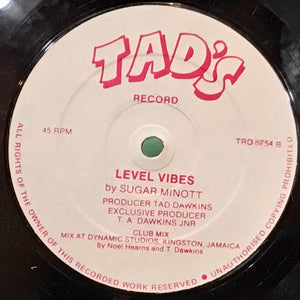 TAD's
RECORD
45 RPM
TRD 8754 B
LEVEL VIBES
by SUGAR MINOTT
PRODUCER TAD DAWKINS
EXCLUSIVE PRODUCER
T. A. DAWKINS JNR
CLUB MIX
MIX AT DYNAMIC STUDIOS, KINGSTON, JAMAICA
by Noel Hearns and T. Dawkins
ALL RIGHTS OF THE OWNER OF THIS RECORDED WORK RESERVED • UNAUTHORISED COPYING PROHIBITED